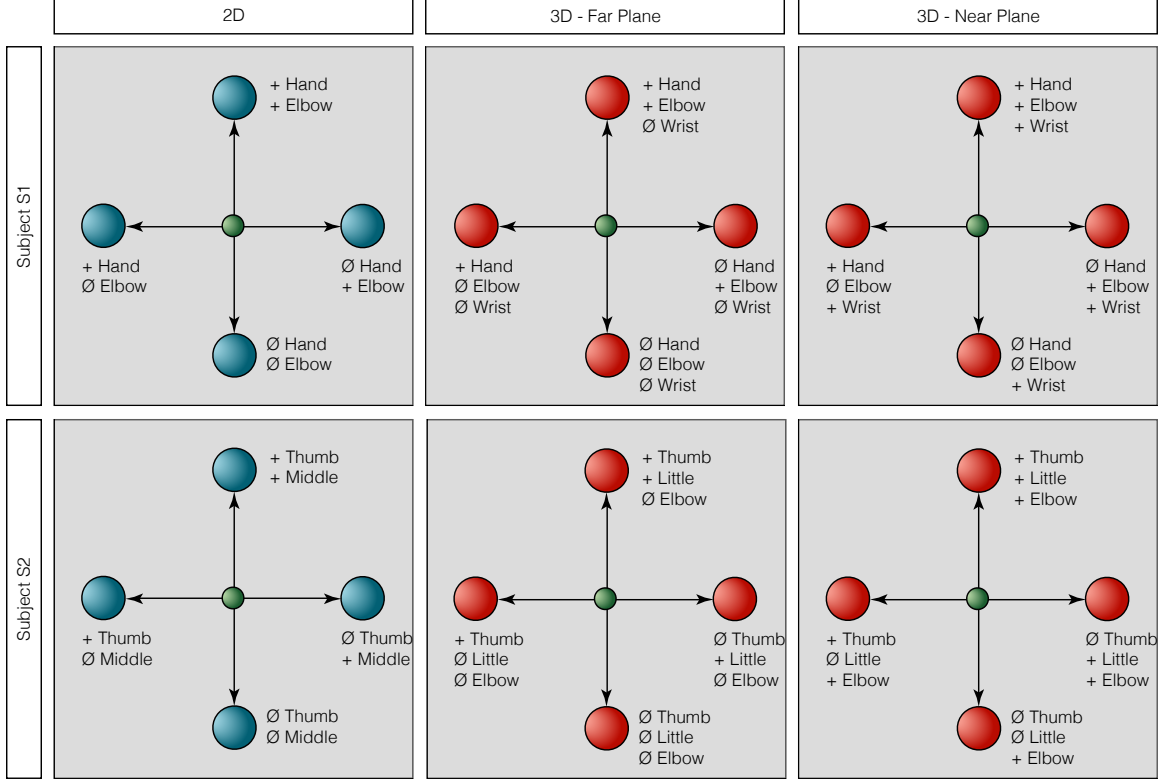 2D
3D - Far Plane
3D - Near Plane
Subject S1
+ Hand
+ Elbow
+ Hand
Ø Elbow
Ø Hand
+ Elbow
Ø Hand
Ø Elbow
+ Hand
+ Elbow
Ø Wrist
+ Hand
Ø Elbow
Ø Wrist
Ø Hand
+ Elbow
Ø Wrist
Ø Hand
Ø Elbow
Ø Wrist
+ Hand
+ Elbow
+ Wrist
+ Hand
Ø Elbow
+ Wrist
Ø Hand
+ Elbow
+ Wrist
Ø Hand
Ø Elbow
+ Wrist
Subject S2
+ Thumb
+ Middle
+ Thumb
Ø Middle
Ø Thumb
+ Middle
Ø Thumb
Ø Middle
+ Thumb
+ Little
Ø Elbow
+ Thumb
Ø Little
Ø Elbow
Ø Thumb
+ Little
Ø Elbow
Ø Thumb
Ø Little
Ø Elbow
+ Thumb
+ Little
+ Elbow
+ Thumb
Ø Little
+ Elbow
Ø Thumb
+ Little
+ Elbow
Ø Thumb
Ø Little
+ Elbow